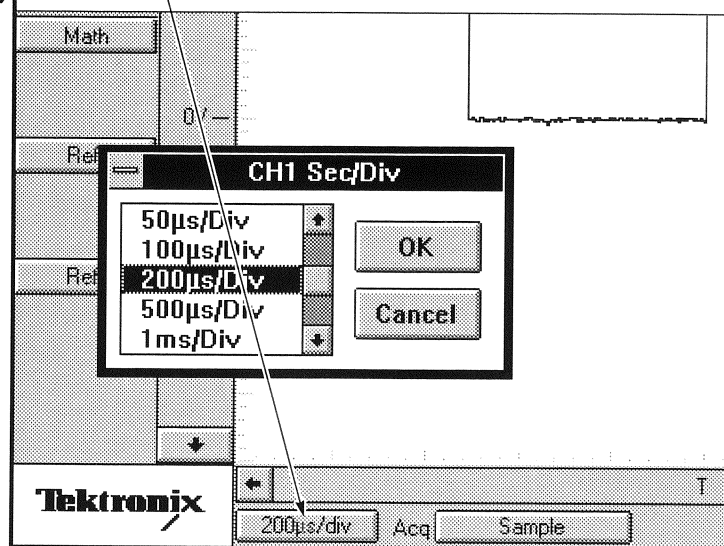 Math
0V
Ref
CH1 Sec/Div
50µs/Div
100µs/Div
OK
Ref
200µs/Div
500µs/Div
Cancel
1ms/Div
T
Tektronix
200µs/div
Acq
Sample